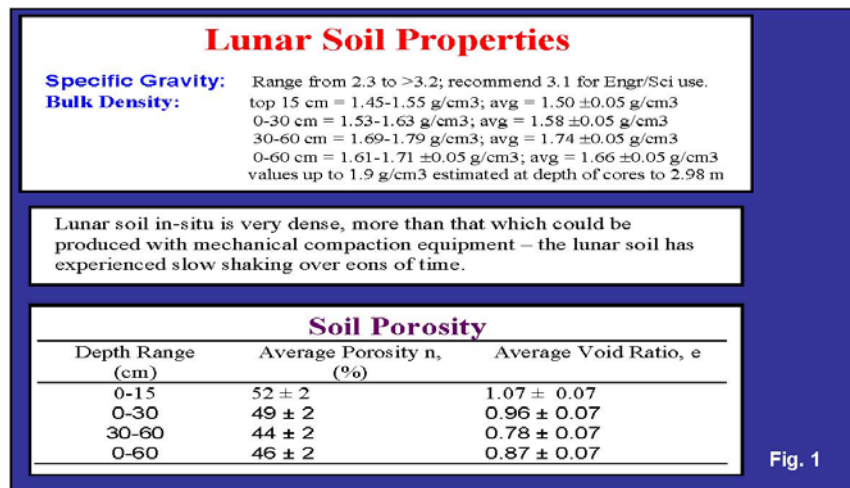 Lunar Soil Properties
Specific Gravity: Range from 2.3 to >3.2; recommend 3.1 for Engr/Sci use.
Bulk Density: top 15 cm = 1.45-1.55 g/cm3; avg = 1.50 ±0.05 g/cm3
0-30 cm = 1.53-1.63 g/cm3; avg = 1.58 ±0.05 g/cm3
30-60 cm = 1.69-1.79 g/cm3; avg = 1.74 ±0.05 g/cm3
0-60 cm = 1.61-1.71 ±0.05 g/cm3; avg = 1.66 ±0.05 g/cm3
values up to 1.9 g/cm3 estimated at depth of cores to 2.98 m
Lunar soil in-situ is very dense, more than that which could be
produced with mechanical compaction equipment – the lunar soil has
experienced slow shaking over eons of time.
Soil Porosity
Depth Range Average Porosity n, Average Void Ratio, e
(cm) (%)
0-15 52 ± 2 1.07 ± 0.07
0-30 49 ± 2 0.96 ± 0.07
30-60 44 ± 2 0.78 ± 0.07
0-60 46 ± 2 0.87 ± 0.07
Fig. 1